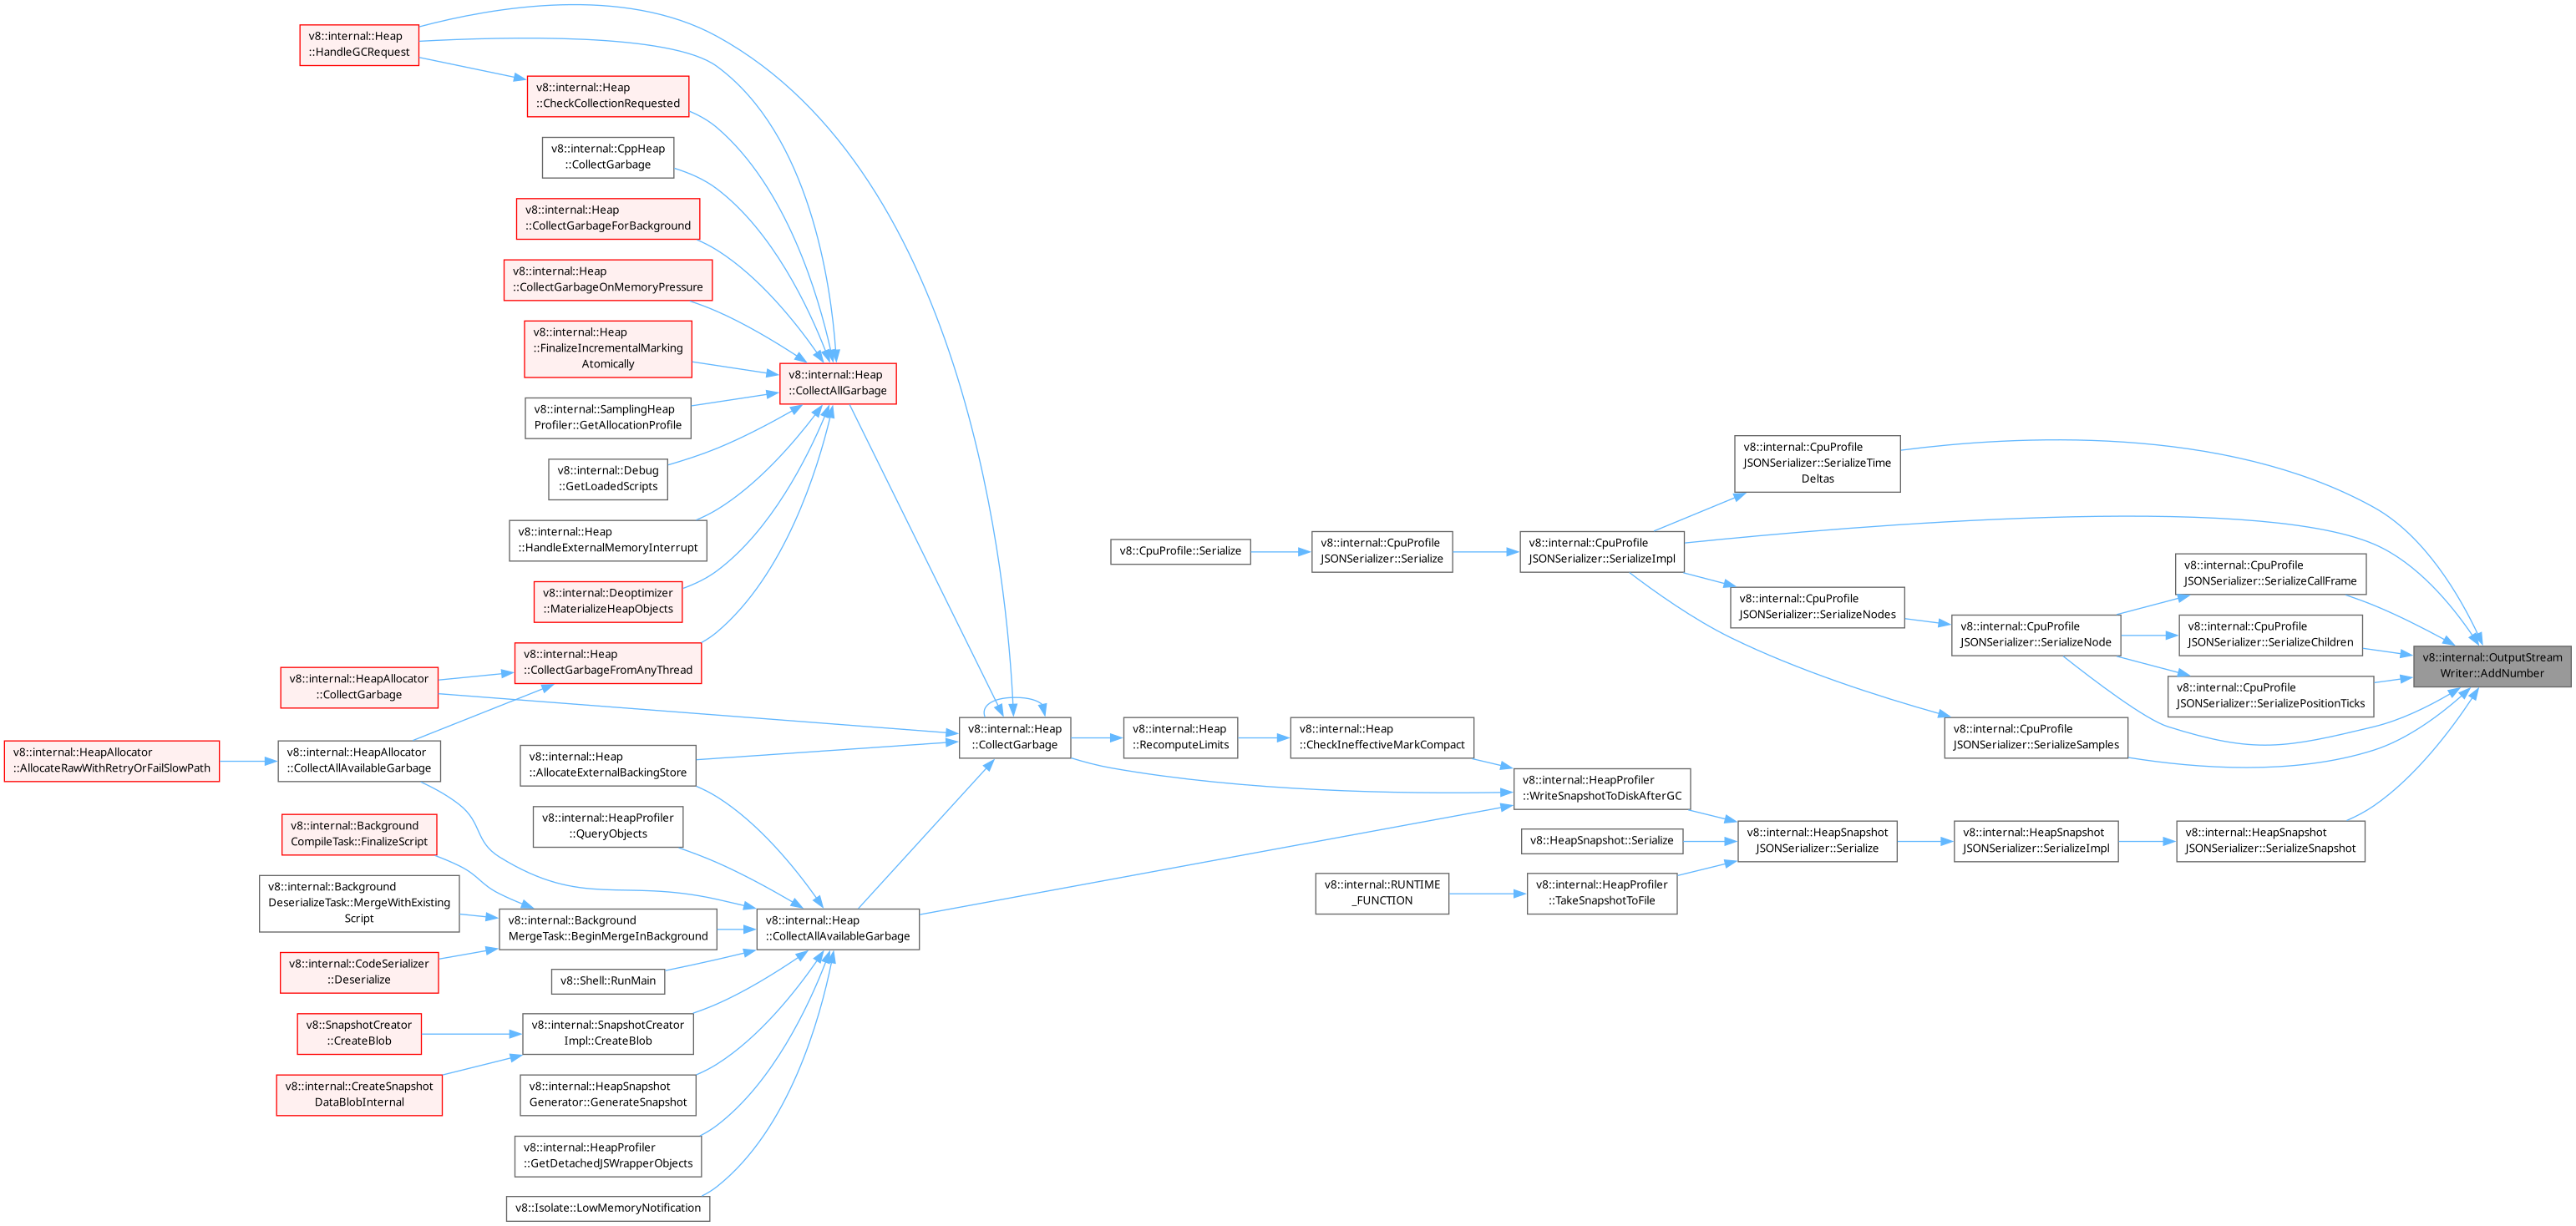 v8::internal::Heap
::HandleGCRequest
v8::internal::Heap
::CheckCollectionRequested
v8::internal::CppHeap
::CollectGarbage
v8::internal::Heap
::CollectGarbageForBackground
v8::internal::Heap
::CollectGarbageOnMemoryPressure
v8::internal::Heap
::FinalizeIncrementalMarking
Atomically
v8::internal::Heap
::CollectAllGarbage
v8::internal::SamplingHeap
Profiler::GetAllocationProfile
v8::internal::Debug
::GetLoadedScripts
v8::internal::Heap
::HandleExternalMemoryInterrupt
v8::internal::Deoptimizer
::MaterializeHeapObjects
v8::internal::Heap
::CollectGarbageFromAnyThread
v8::internal::HeapAllocator
::CollectGarbage
v8::internal::HeapAllocator
::AllocateRawWithRetryOrFailSlowPath
v8::internal::HeapAllocator
::CollectAllAvailableGarbage
v8::internal::Heap
::AllocateExternalBackingStore
v8::internal::HeapProfiler
::QueryObjects
v8::internal::Background
CompileTask::FinalizeScript
v8::internal::Background
DeserializeTask::MergeWithExisting
Script
v8::internal::Background
MergeTask::BeginMergeInBackground
v8::internal::CodeSerializer
::Deserialize
v8::Shell::RunMain
v8::SnapshotCreator
::CreateBlob
v8::internal::SnapshotCreator
Impl::CreateBlob
v8::internal::CreateSnapshot
DataBlobInternal
v8::internal::HeapSnapshot
Generator::GenerateSnapshot
v8::internal::HeapProfiler
::GetDetachedJSWrapperObjects
v8::Isolate::LowMemoryNotification
v8::internal::Heap
::CollectAllAvailableGarbage
v8::internal::Heap
::CollectGarbage
v8::internal::Heap
::RecomputeLimits
v8::internal::Heap
::CheckIneffectiveMarkCompact
v8::internal::HeapProfiler
::WriteSnapshotToDiskAfterGC
v8::HeapSnapshot::Serialize
v8::internal::RUNTIME
_FUNCTION
v8::internal::HeapProfiler
::TakeSnapshotToFile
v8::internal::HeapSnapshot
JSONSerializer::Serialize
v8::internal::HeapSnapshot
JSONSerializer::SerializeImpl
v8::internal::HeapSnapshot
JSONSerializer::SerializeSnapshot
v8::CpuProfile::Serialize
v8::internal::CpuProfile
JSONSerializer::Serialize
v8::internal::CpuProfile
JSONSerializer::SerializeImpl
v8::internal::CpuProfile
JSONSerializer::SerializeTime
Deltas
v8::internal::CpuProfile
JSONSerializer::SerializeNodes
v8::internal::CpuProfile
JSONSerializer::SerializeNode
v8::internal::CpuProfile
JSONSerializer::SerializeCallFrame
v8::internal::CpuProfile
JSONSerializer::SerializeChildren
v8::internal::CpuProfile
JSONSerializer::SerializePositionTicks
v8::internal::CpuProfile
JSONSerializer::SerializeSamples
v8::internal::OutputStream
Writer::AddNumber